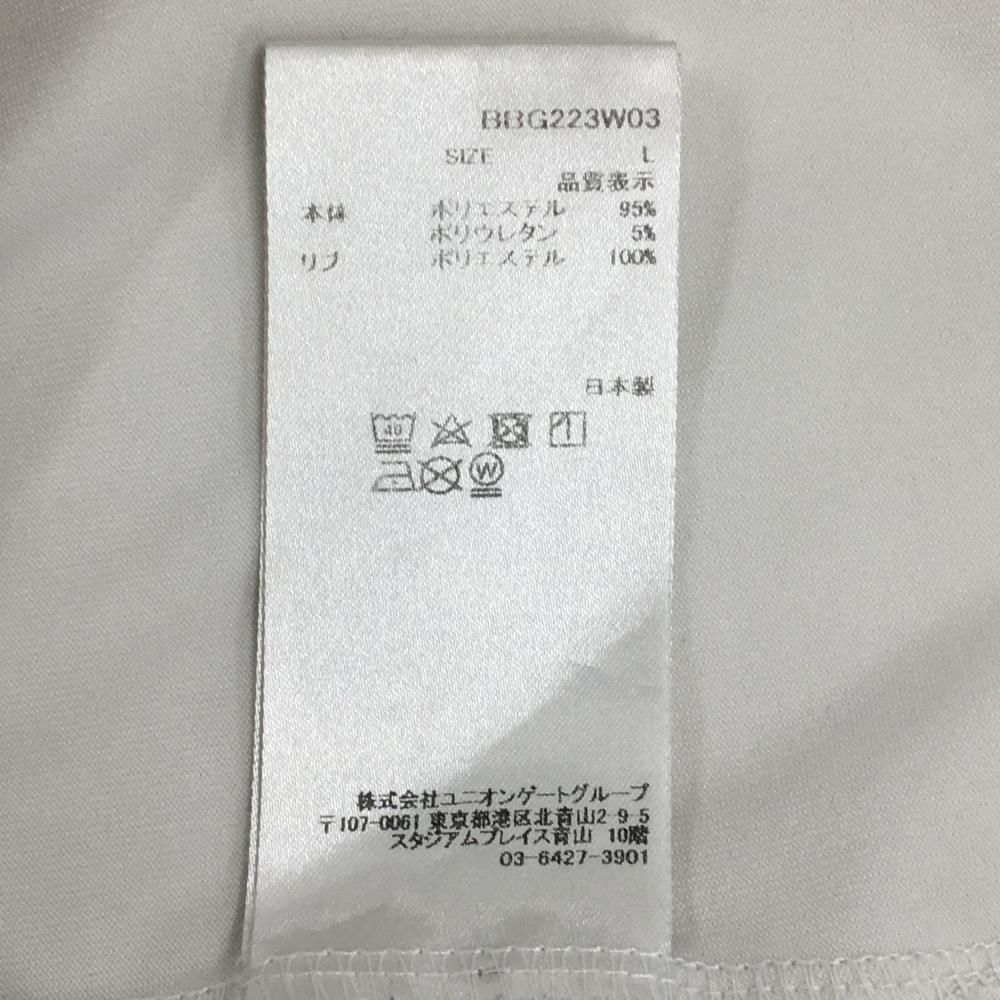 BBG223W03
SIZE L
品質表示
本体 ポリエステル 95%
ポリウレタン 5%
リブ ポリエステル 100%
日本製
40
W
株式会社ユニオンゲートグループ
〒107-0061 東京都港区北青山2-9-5
スタジアムプレイス青山 10階
03-6427-3901